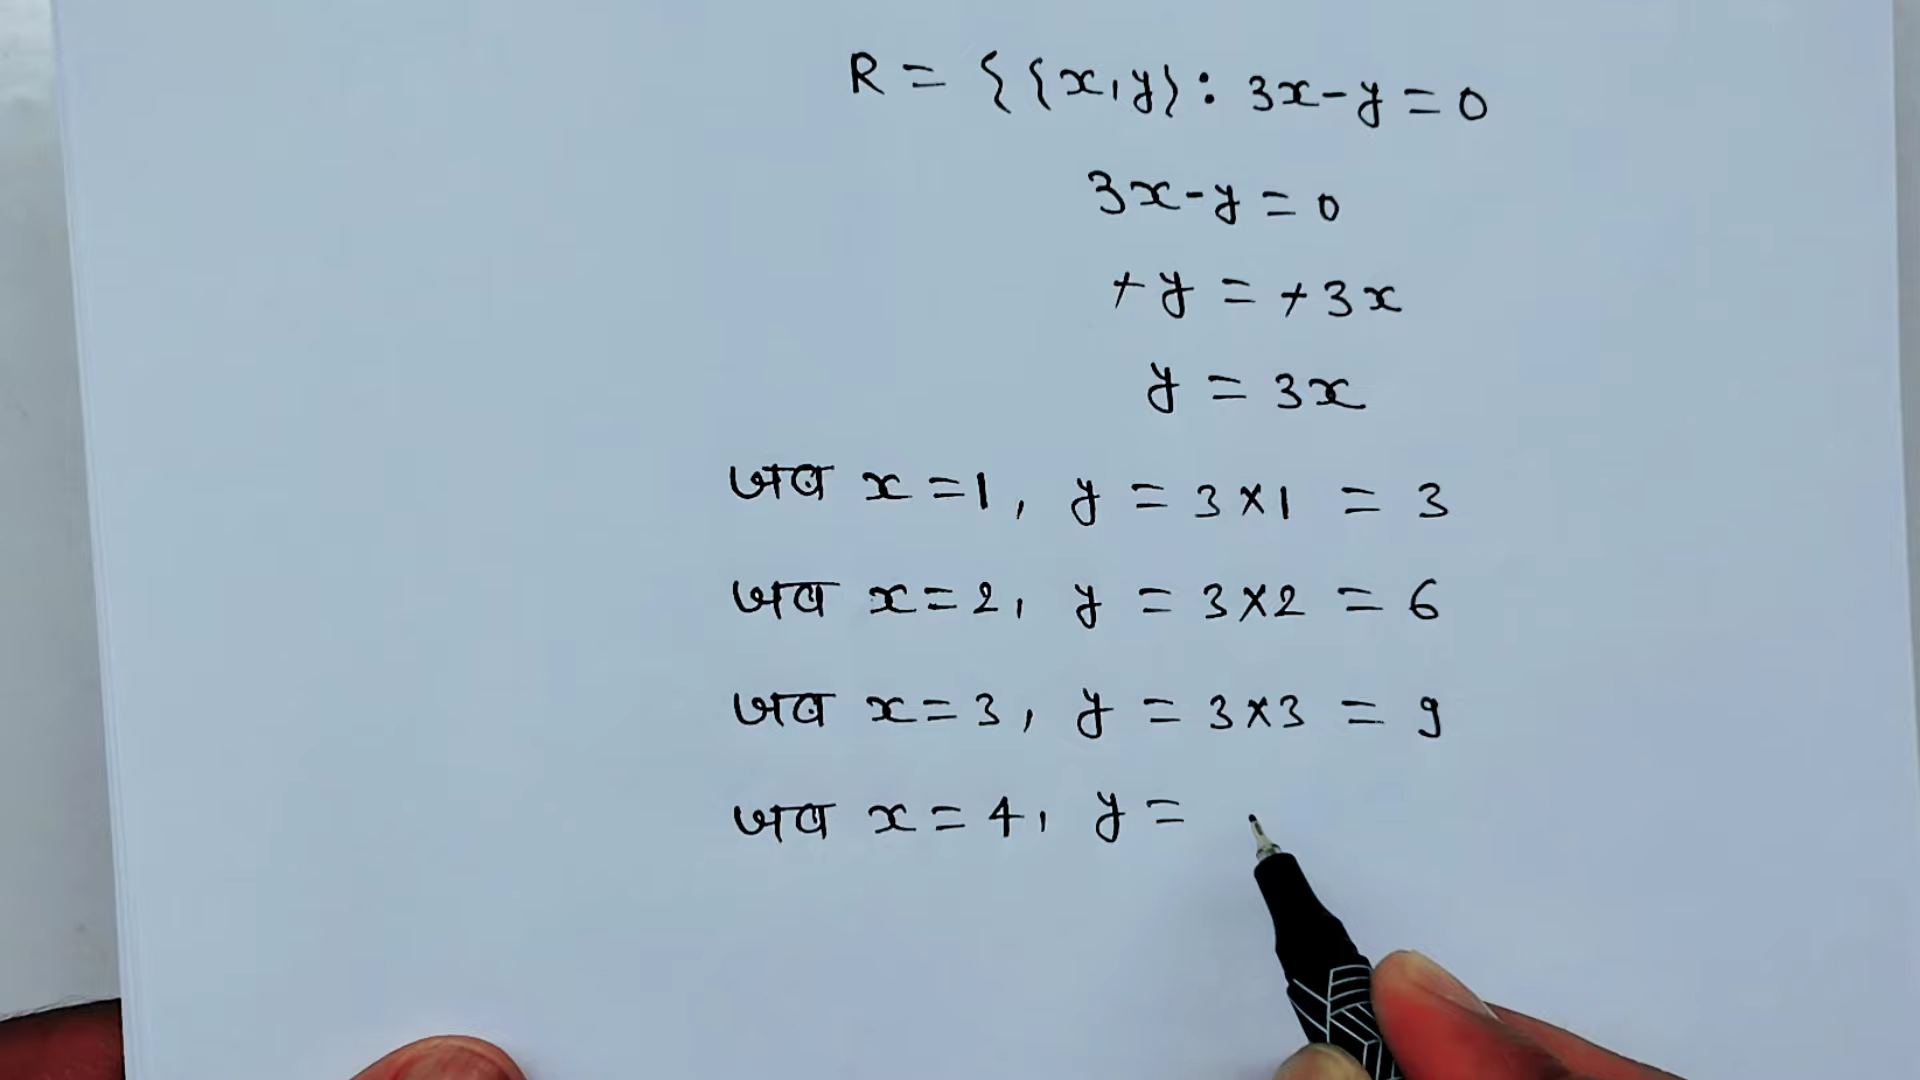 R = { {x,y} : 3x-y = 0
3x-y = 0
+y = +3x
y = 3x
जब x =1, y = 3×1 = 3
जब x=2, y = 3×2 = 6
जब x=3, y = 3×3 = 9
जब x=4, y =